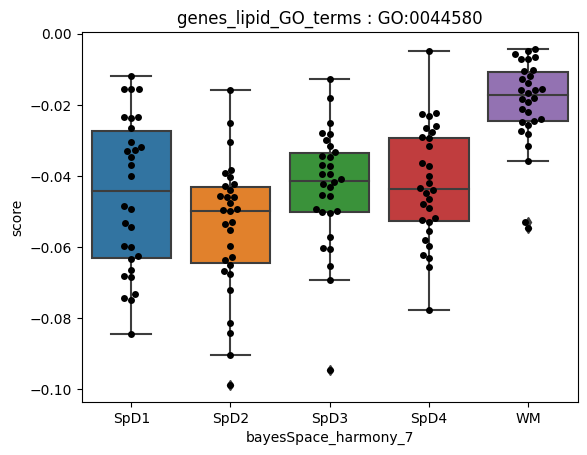 genes_lipid_GO_terms : GO:0044580
0.00
−0.02
−0.04
−0.06
−0.08
−0.10
score
SpD1 SpD2 SpD3 SpD4 WM
bayesSpace_harmony_7